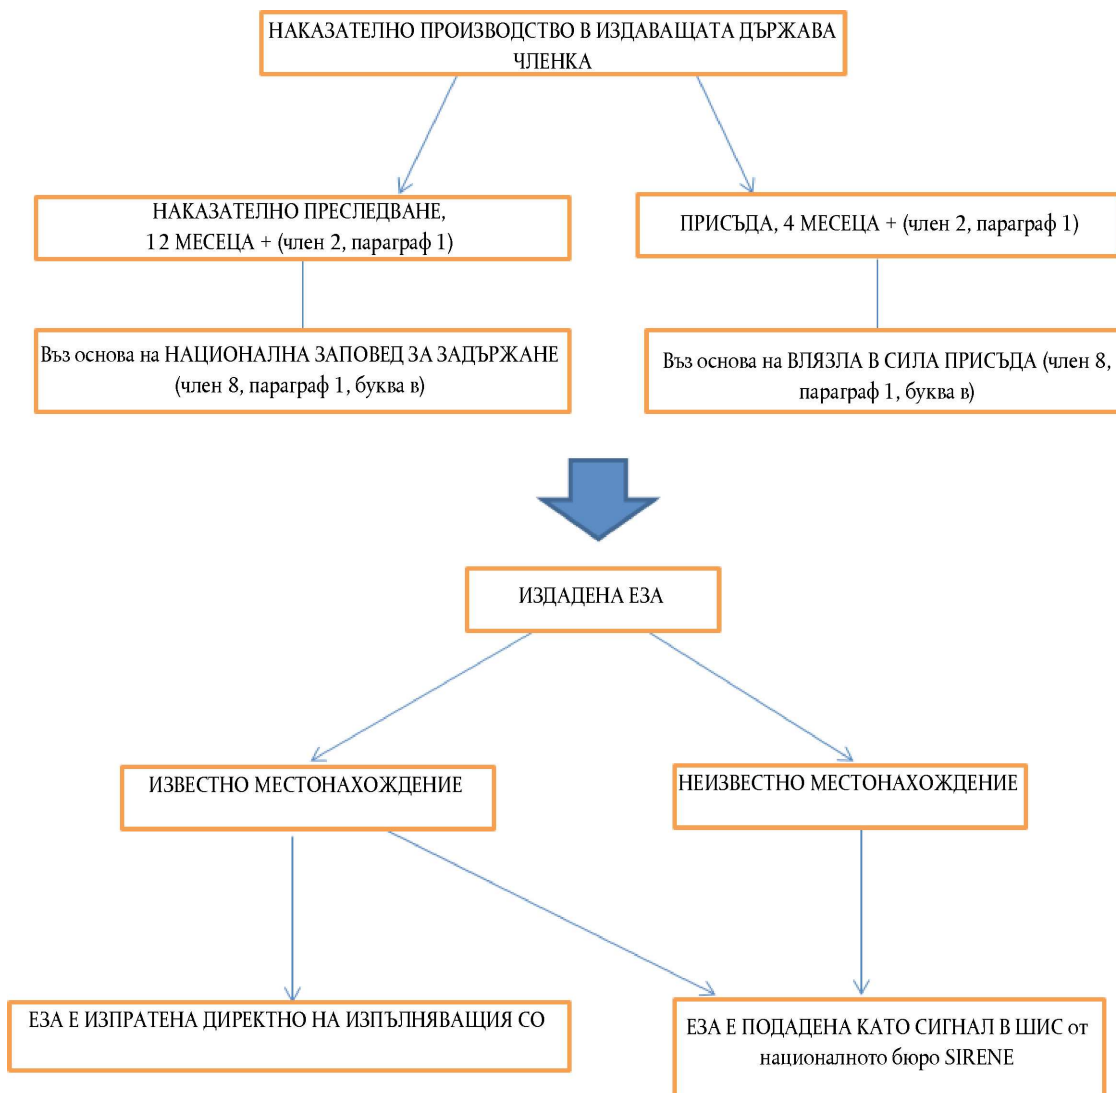 НАКАЗАТЕЛНО ПРОИЗВОДСТВО В ИЗДАВАЩАТА ДЪРЖАВА
ЧЛЕНКА
НАКАЗАТЕЛНО ПРЕСЛЕДВАНЕ,
12 МЕСЕЦА + (член 2, параграф 1)
ПРИСЪДА, 4 МЕСЕЦА + (член 2, параграф 1)
Въз основа на НАЦИОНАЛНА ЗАПОВЕД ЗА ЗАДЪРЖАНЕ
(член 8, параграф 1, буква в)
Въз основа на ВЛЯЗЛА В СИЛА ПРИСЪДА (член 8,
параграф 1, буква в)
ИЗДАДЕНА ЕЗА
ИЗВЕСТНО МЕСТОНАХОЖДЕНИЕ
НЕИЗВЕСТНО МЕСТОНАХОЖДЕНИЕ
ЕЗА Е ИЗПРАТЕНА ДИРЕКТНО НА ИЗПЪЛНЯВАЩИЯ СО
ЕЗА Е ПОДАДЕНА КАТО СИГНАЛ В ШИС от
националното бюро SIRENE